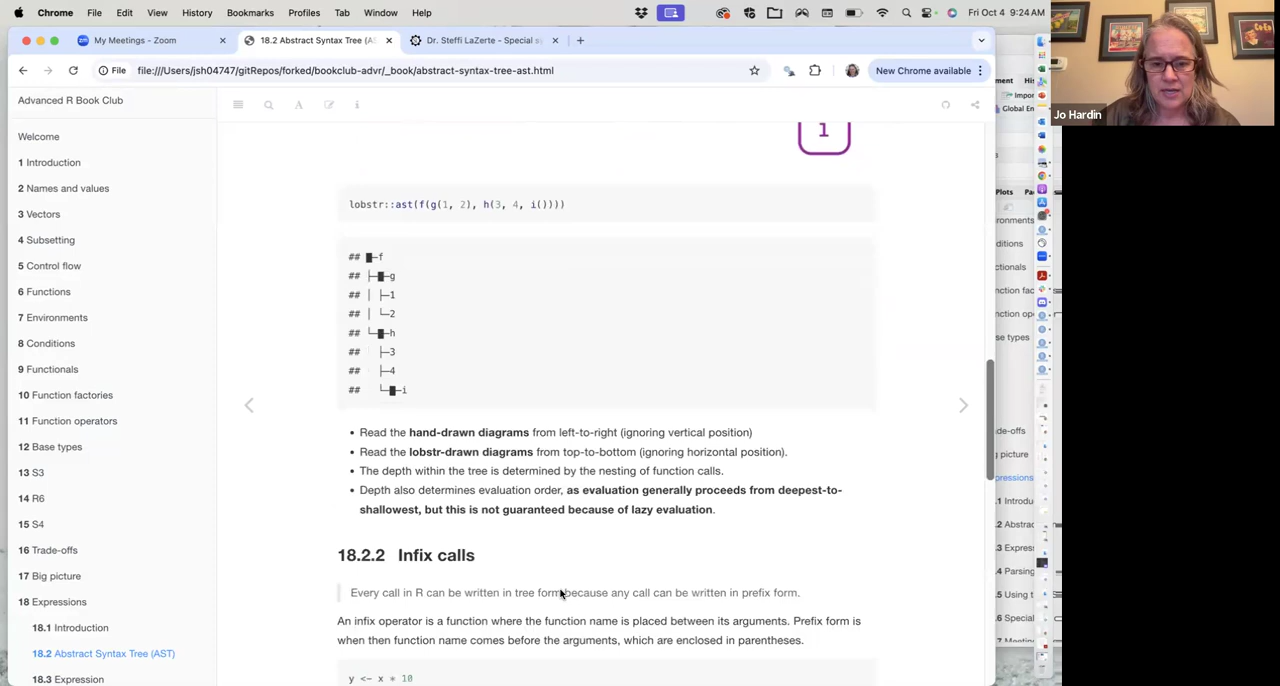 Chrome File Edit View History Bookmarks Profiles Tab Window Help Fri Oct 4 9:24 AM
My Meetings - Zoom 18.2 Abstract Syntax Tree (AS Dr. Steffi LaZerte - Special sy
File file:///Users/jsh04747/gitRepos/forked/bookclub-advr/_book/abstract-syntax-tree-ast.html New Chrome available
Jo Hardin
Advanced R Book Club
Welcome
1 Introduction
2 Names and values
3 Vectors
4 Subsetting
5 Control flow
6 Functions
7 Environments
8 Conditions
9 Functionals
10 Function factories
11 Function operators
12 Base types
13 S3
14 R6
15 S4
16 Trade-offs
17 Big picture
18 Expressions
18.1 Introduction
18.2 Abstract Syntax Tree (AST)
18.3 Expression
1
lobstr::ast(f(g(1, 2), h(3, 4, i())))
## █─f
## ├─█─g
## │ ├─1
## │ └─2
## └─█─h
##   ├─3
##   ├─4
##   └─█─i
• Read the hand-drawn diagrams from left-to-right (ignoring vertical position)
• Read the lobstr-drawn diagrams from top-to-bottom (ignoring horizontal position).
• The depth within the tree is determined by the nesting of function calls.
• Depth also determines evaluation order, as evaluation generally proceeds from deepest-to-
shallowest, but this is not guaranteed because of lazy evaluation.
18.2.2 Infix calls
Every call in R can be written in tree form because any call can be written in prefix form.
An infix operator is a function where the function name is placed between its arguments. Prefix form is
when then function name comes before the arguments, which are enclosed in parentheses.
y <- x * 10